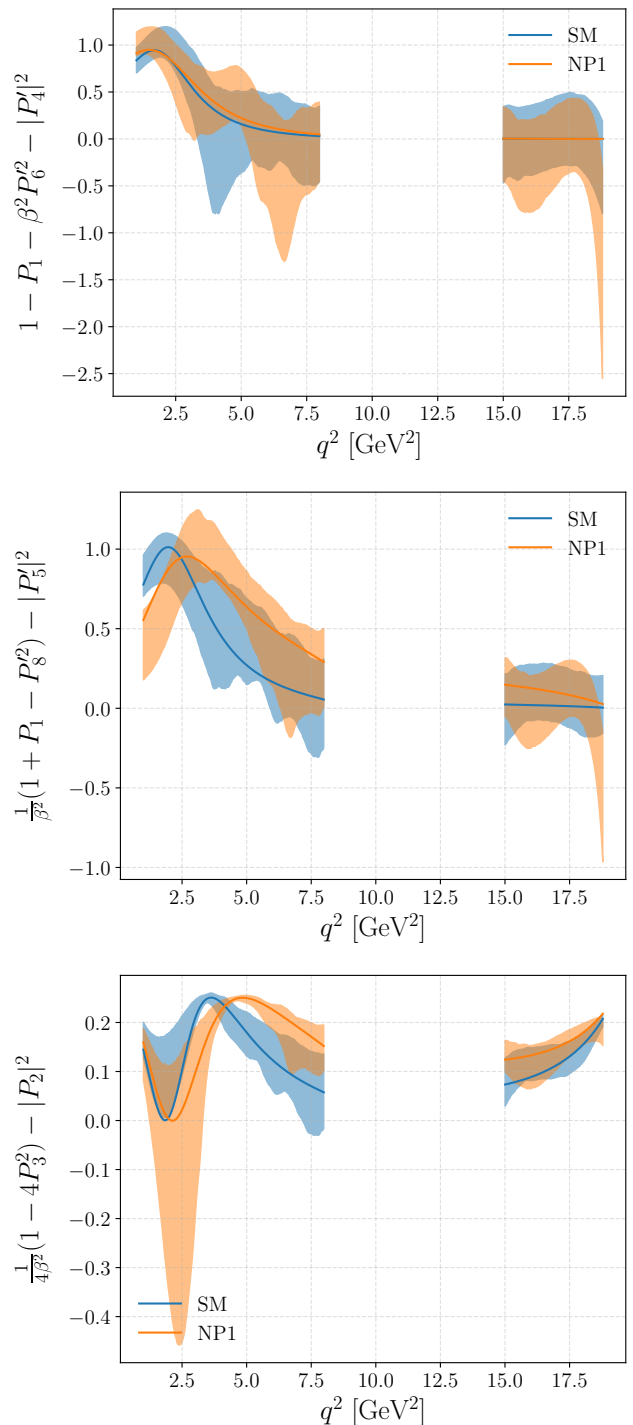 1 − P₁ − β²P₆′² − |P₄′|²
1.0
0.5
0.0
−0.5
−1.0
−1.5
−2.0
−2.5
SM
NP1
2.5 5.0 7.5 10.0 12.5 15.0 17.5
q² [GeV²]
1/β² (1 + P₁ − P₈′²) − |P₅′|²
1.0
0.5
0.0
−0.5
−1.0
SM
NP1
2.5 5.0 7.5 10.0 12.5 15.0 17.5
q² [GeV²]
1/4β² (1 − 4P₃²) − |P₂|²
0.2
0.1
0.0
−0.1
−0.2
−0.3
−0.4
SM
NP1
2.5 5.0 7.5 10.0 12.5 15.0 17.5
q² [GeV²]